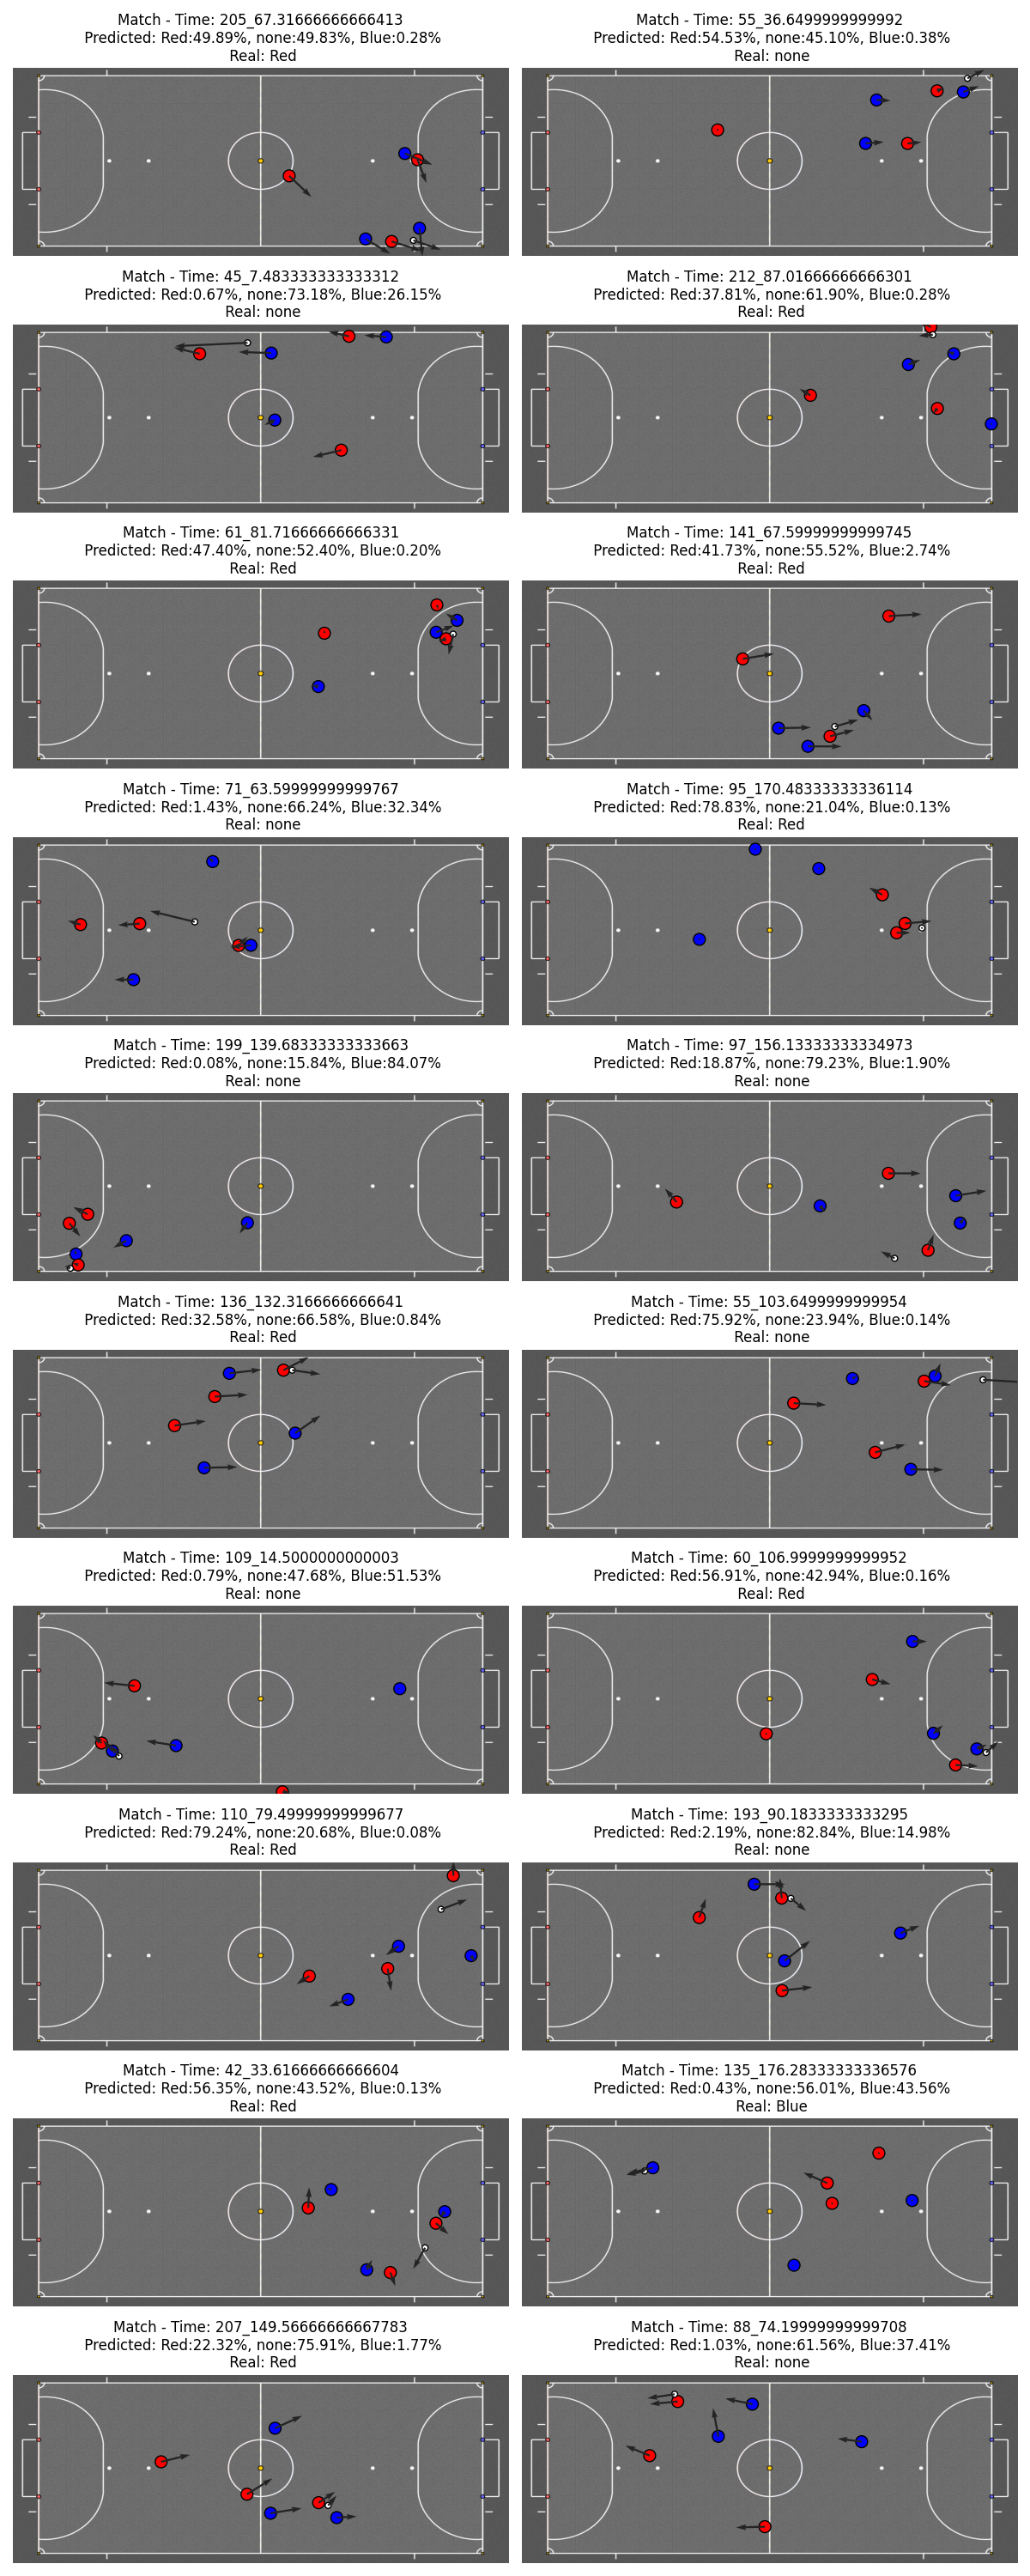 Match - Time: 205_67.31666666666413
Predicted: Red:49.89%, none:49.83%, Blue:0.28%
Real: Red
Match - Time: 55_36.6499999999992
Predicted: Red:54.53%, none:45.10%, Blue:0.38%
Real: none
Match - Time: 45_7.483333333333312
Predicted: Red:0.67%, none:73.18%, Blue:26.15%
Real: none
Match - Time: 212_87.01666666666301
Predicted: Red:37.81%, none:61.90%, Blue:0.28%
Real: Red
Match - Time: 61_81.71666666666331
Predicted: Red:47.40%, none:52.40%, Blue:0.20%
Real: Red
Match - Time: 141_67.59999999999745
Predicted: Red:41.73%, none:55.52%, Blue:2.74%
Real: Red
Match - Time: 71_63.59999999999767
Predicted: Red:1.43%, none:66.24%, Blue:32.34%
Real: none
Match - Time: 95_170.48333333336114
Predicted: Red:78.83%, none:21.04%, Blue:0.13%
Real: Red
Match - Time: 199_139.68333333333663
Predicted: Red:0.08%, none:15.84%, Blue:84.07%
Real: none
Match - Time: 97_156.13333333334973
Predicted: Red:18.87%, none:79.23%, Blue:1.90%
Real: none
Match - Time: 136_132.3166666666641
Predicted: Red:32.58%, none:66.58%, Blue:0.84%
Real: Red
Match - Time: 55_103.6499999999954
Predicted: Red:75.92%, none:23.94%, Blue:0.14%
Real: none
Match - Time: 109_14.5000000000003
Predicted: Red:0.79%, none:47.68%, Blue:51.53%
Real: none
Match - Time: 60_106.9999999999952
Predicted: Red:56.91%, none:42.94%, Blue:0.16%
Real: Red
Match - Time: 110_79.49999999999677
Predicted: Red:79.24%, none:20.68%, Blue:0.08%
Real: Red
Match - Time: 193_90.1833333333295
Predicted: Red:2.19%, none:82.84%, Blue:14.98%
Real: none
Match - Time: 42_33.61666666666604
Predicted: Red:56.35%, none:43.52%, Blue:0.13%
Real: Red
Match - Time: 135_176.28333333336576
Predicted: Red:0.43%, none:56.01%, Blue:43.56%
Real: Blue
Match - Time: 207_149.56666666667783
Predicted: Red:22.32%, none:75.91%, Blue:1.77%
Real: Red
Match - Time: 88_74.19999999999708
Predicted: Red:1.03%, none:61.56%, Blue:37.41%
Real: none